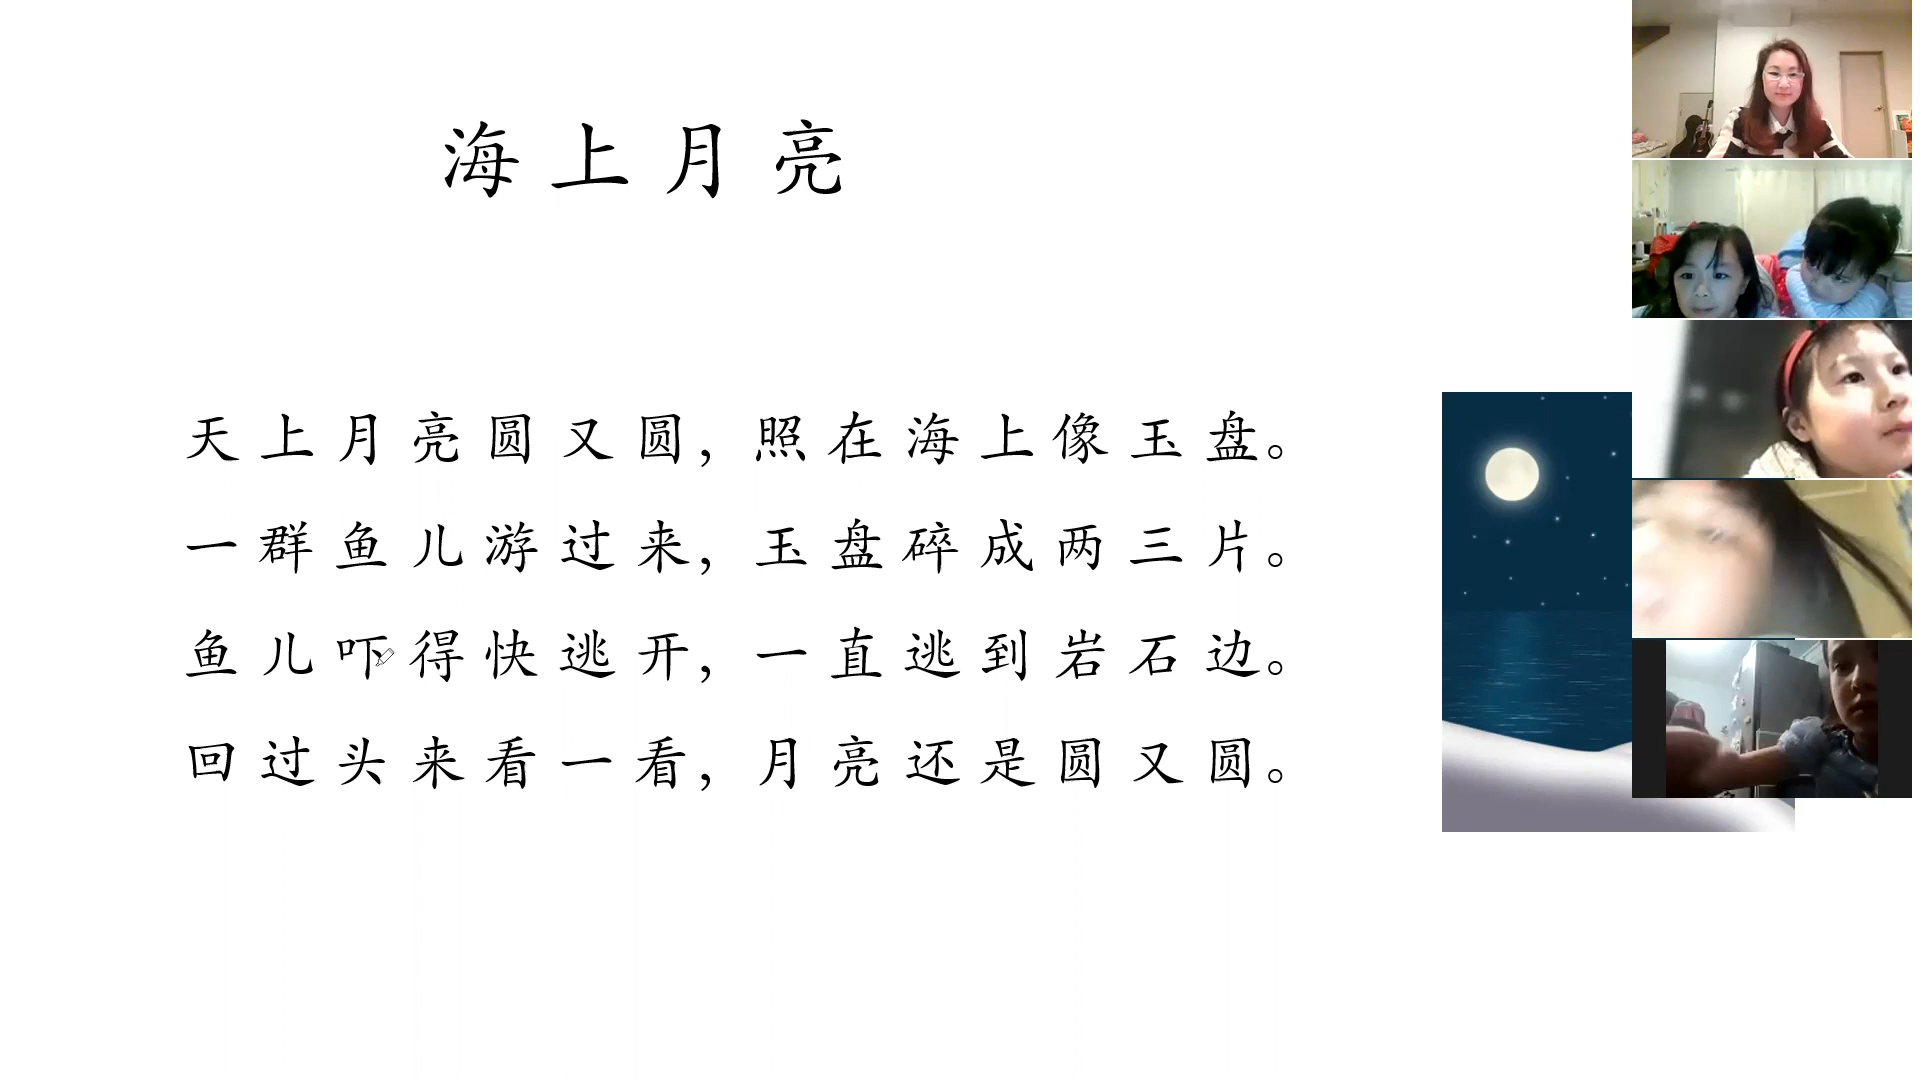 海上月亮
天上月亮圆又圆，照在海上像玉盘。
一群鱼儿游过来，玉盘碎成两三片。
鱼儿吓得快逃开，一直逃到岩石边。
回过头来看一看，月亮还是圆又圆。